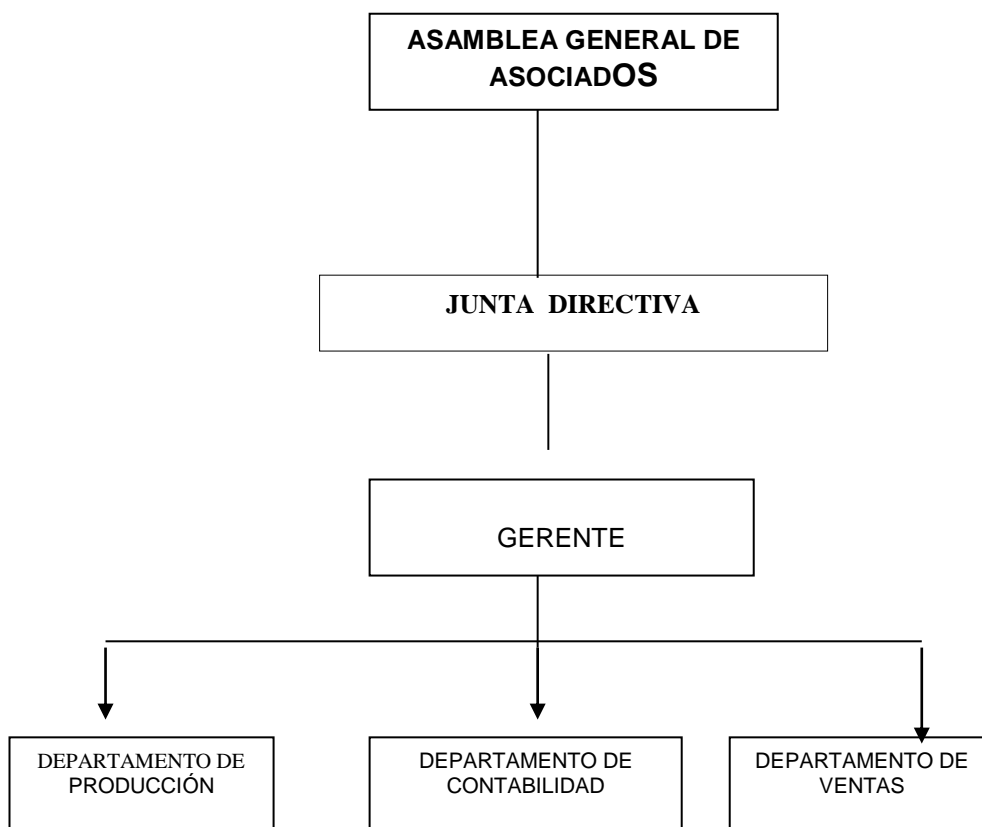 ASAMBLEA GENERAL DE
ASOCIADOS
JUNTA DIRECTIVA
GERENTE
DEPARTAMENTO DE
PRODUCCIÓN
DEPARTAMENTO DE
CONTABILIDAD
DEPARTAMENTO DE
VENTAS